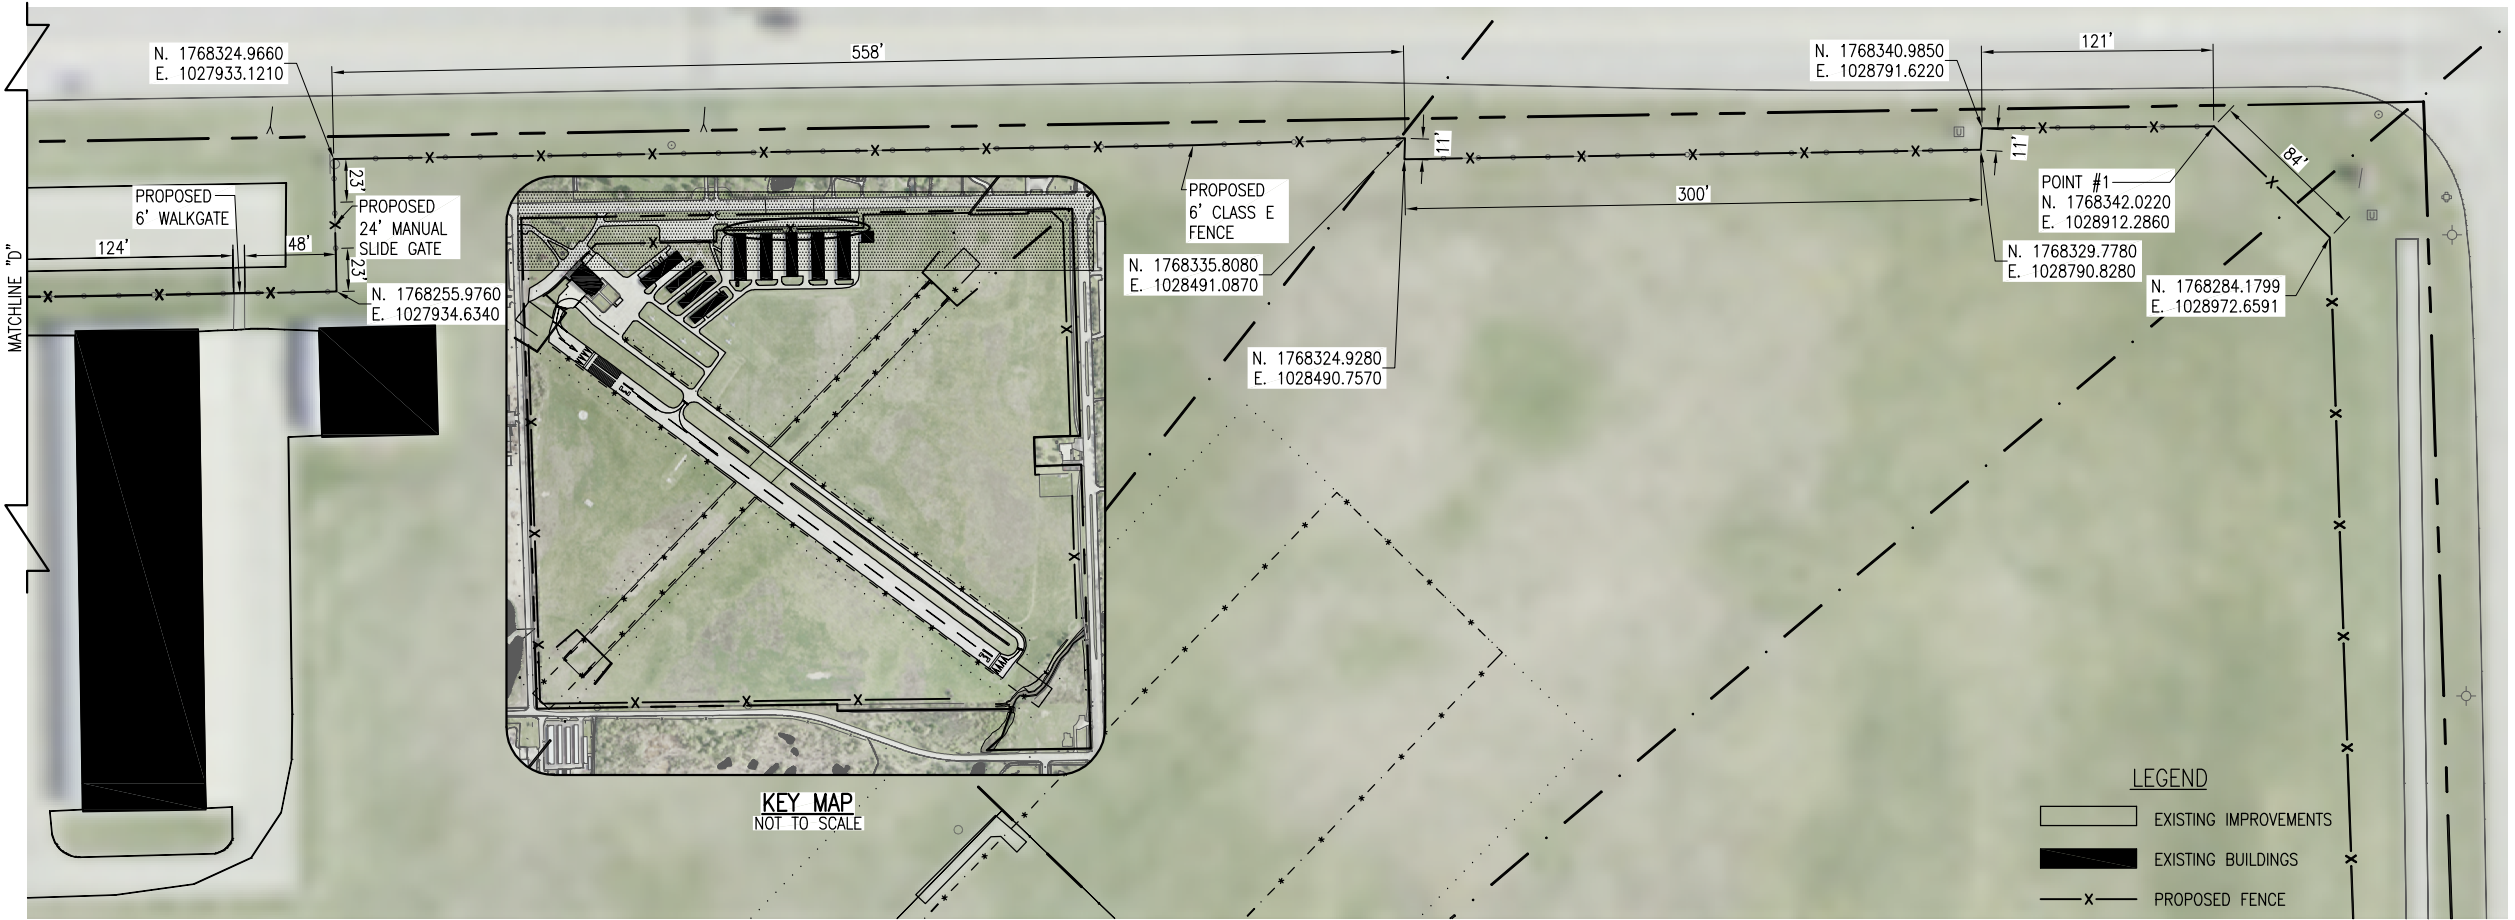 N. 1768324.9660
E. 1027933.1210
558'
N. 1768340.9850
E. 1028791.6220
121'
11'
11'
84'
23'
PROPOSED
6' WALKGATE
PROPOSED
24' MANUAL
SLIDE GATE
124'
48'
23'
MATCHLINE "D"
N. 1768255.9760
E. 1027934.6340
PROPOSED
6' CLASS E
FENCE
300'
POINT #1
N. 1768342.0220
E. 1028912.2860
N. 1768335.8080
E. 1028491.0870
N. 1768329.7780
E. 1028790.8280
N. 1768284.1799
E. 1028972.6591
N. 1768324.9280
E. 1028490.7570
31
KEY MAP
NOT TO SCALE
LEGEND
EXISTING IMPROVEMENTS
EXISTING BUILDINGS
PROPOSED FENCE